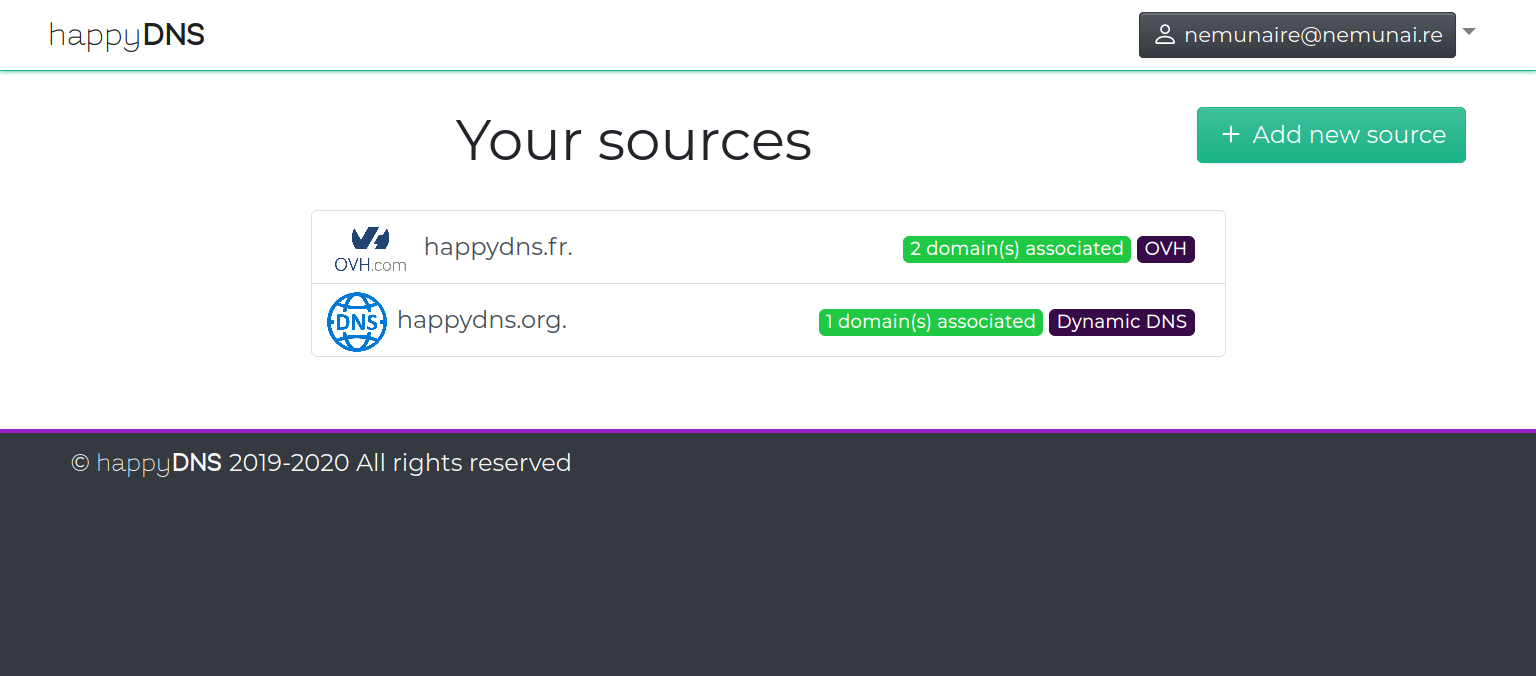 happyDNS
nemunaire@nemunai.re
Your sources
+ Add new source
OVH.com
happydns.fr.
2 domain(s) associated
OVH
DNS
happydns.org.
1 domain(s) associated
Dynamic DNS
© happyDNS 2019-2020 All rights reserved